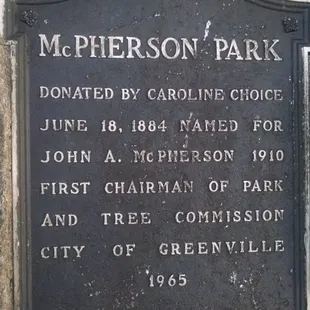 McPHERSON PARK
DONATED BY CAROLINE CHOICE
JUNE 18, 1884 NAMED FOR
JOHN A. McPHERSON 1910
FIRST CHAIRMAN OF PARK
AND TREE COMMISSION
CITY OF GREENVILLE
1965